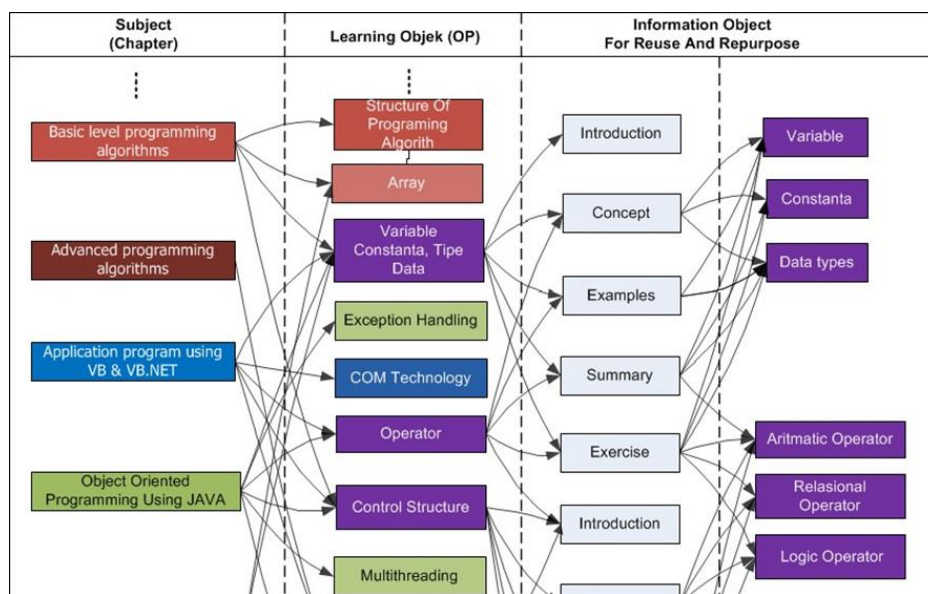 Subject
(Chapter)
Learning Objek (OP)
Information Object
For Reuse And Repurpose
Basic level programming
algorithms
Advanced programming
algorithms
Application program using
VB & VB.NET
Object Oriented
Programming Using JAVA
Structure Of
Programing
Algorith
Array
Variable
Constanta, Tipe
Data
Exception Handling
COM Technology
Operator
Control Structure
Multithreading
Introduction
Concept
Examples
Summary
Exercise
Introduction
Variable
Constanta
Data types
Aritmatic Operator
Relasional
Operator
Logic Operator